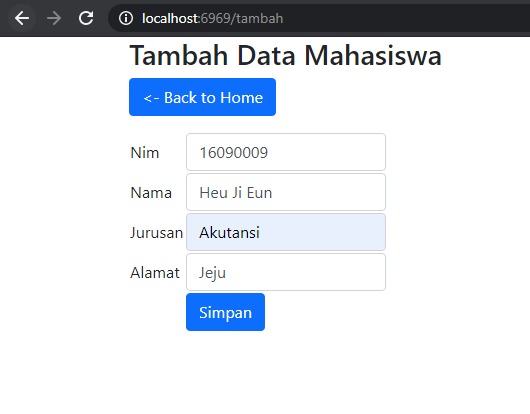 localhost:6969/tambah
Tambah Data Mahasiswa
<- Back to Home
Nim 16090009
Nama Heu Ji Eun
Jurusan Akutansi
Alamat Jeju
Simpan